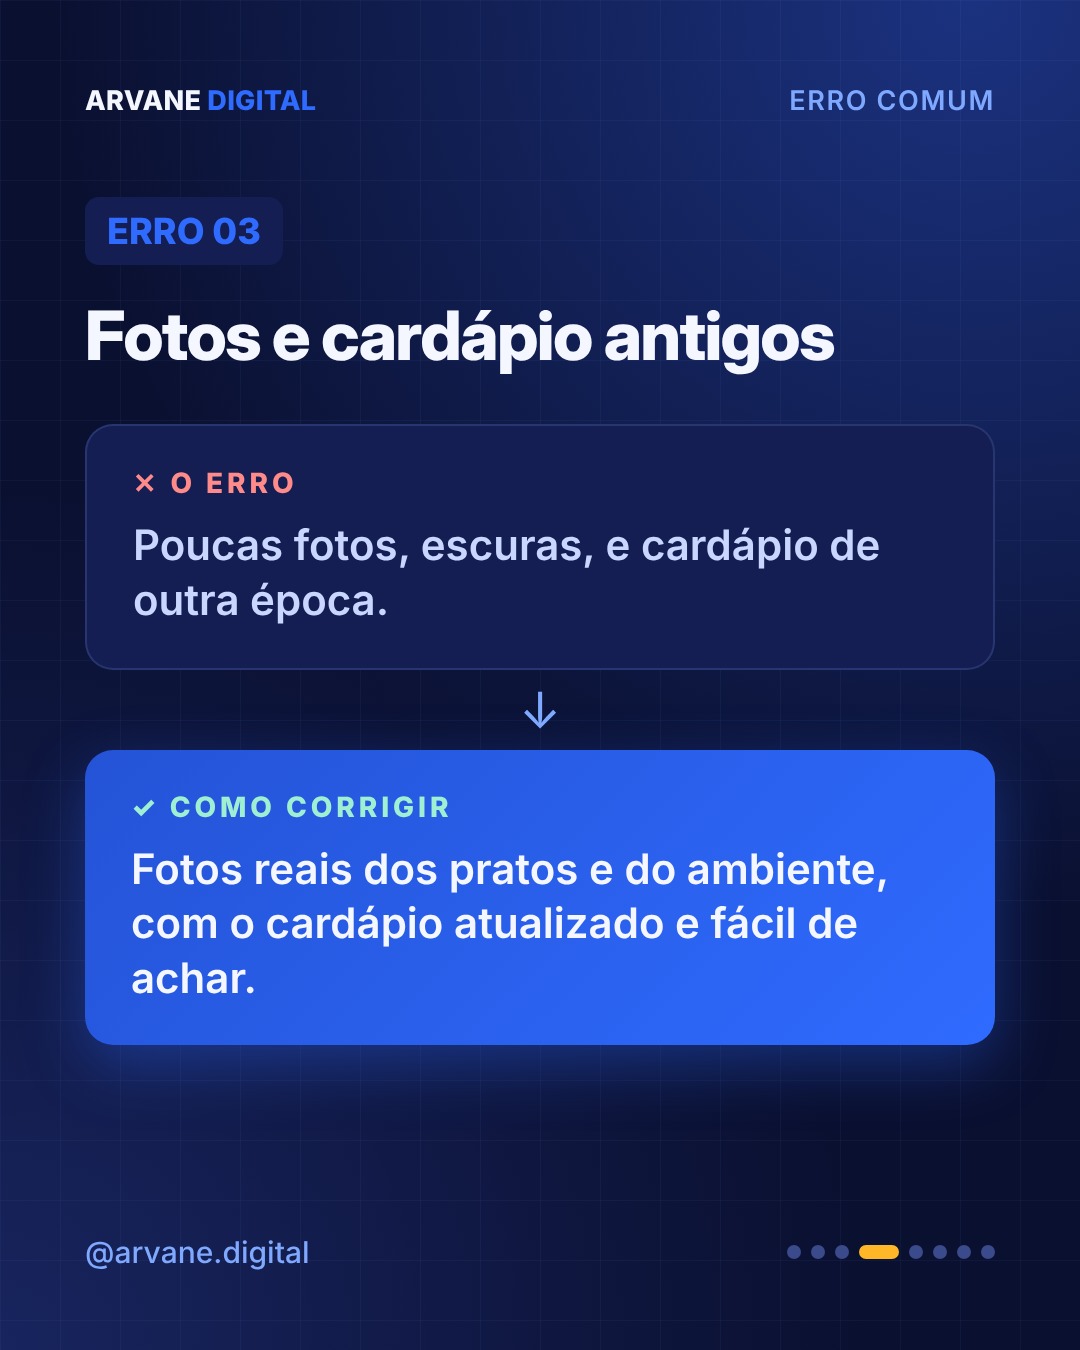 ARVANE DIGITAL
ERRO COMUM
ERRO 03
Fotos e cardápio antigos
✕ O ERRO
Poucas fotos, escuras, e cardápio de
outra época.
↓
✓ COMO CORRIGIR
Fotos reais dos pratos e do ambiente,
com o cardápio atualizado e fácil de
achar.
@arvane.digital